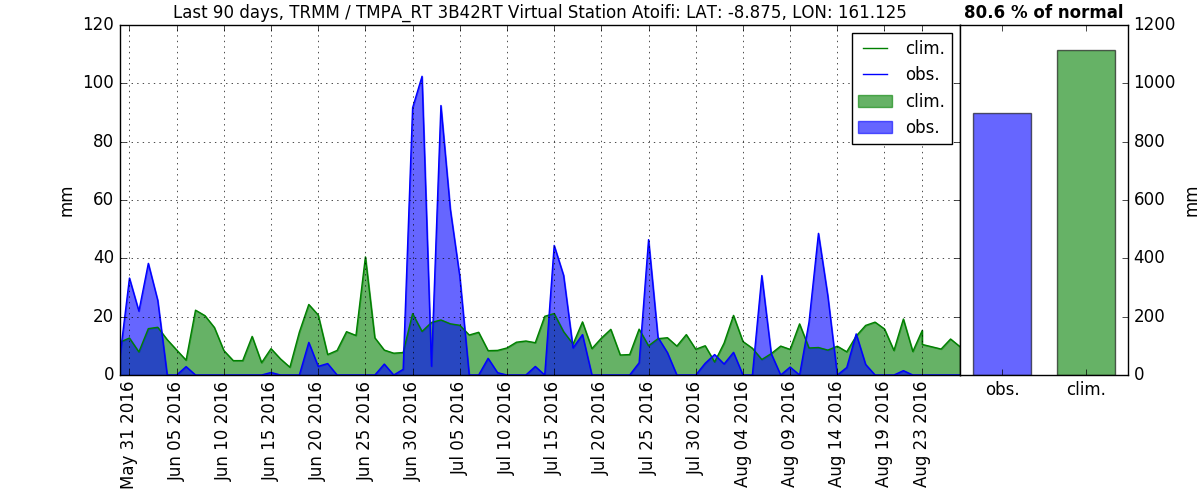 Last 90 days, TRMM / TMPA_RT 3B42RT Virtual Station Atoifi: LAT: -8.875, LON: 161.125
80.6 % of normal
120
100
80
60
40
20
0
mm
clim.
obs.
clim.
obs.
1200
1000
800
600
400
200
0
mm
obs.
clim.
May 31 2016
Jun 05 2016
Jun 10 2016
Jun 15 2016
Jun 20 2016
Jun 25 2016
Jun 30 2016
Jul 05 2016
Jul 10 2016
Jul 15 2016
Jul 20 2016
Jul 25 2016
Jul 30 2016
Aug 04 2016
Aug 09 2016
Aug 14 2016
Aug 19 2016
Aug 23 2016